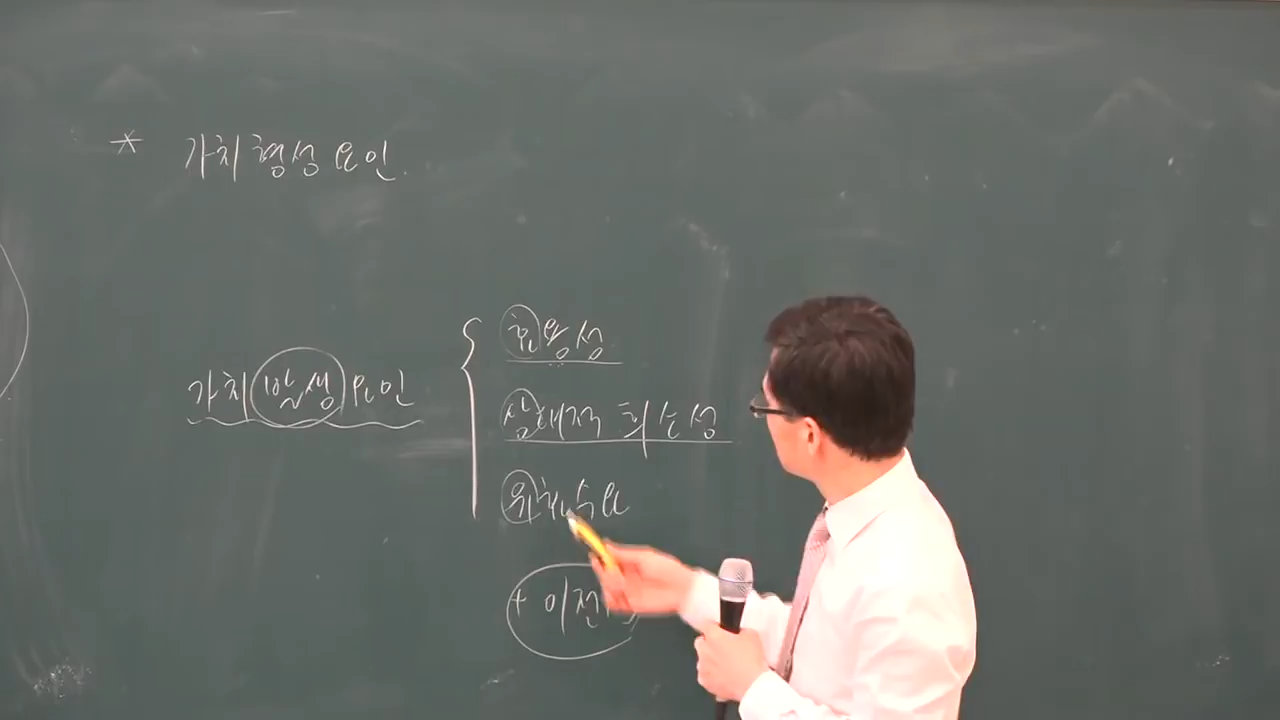 * 가치형성요인.
가치발생요인
효용성
상대적 희소성
유효수요
+ 이전